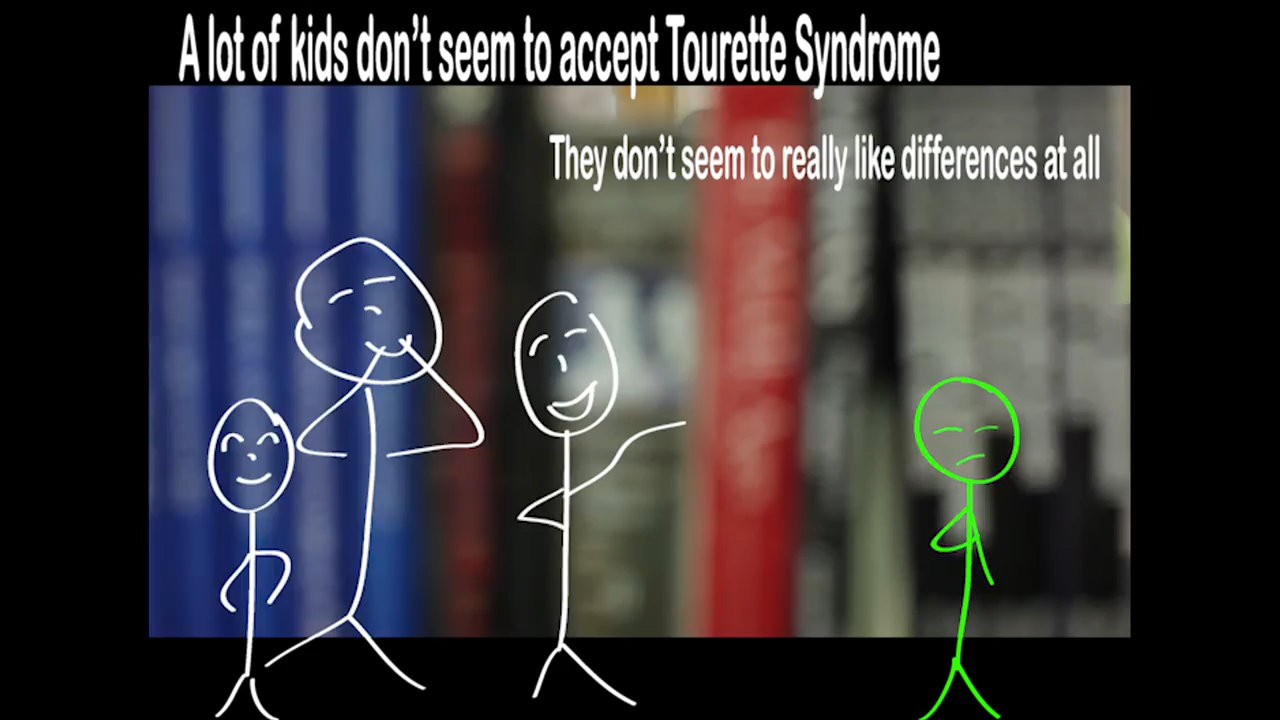 A lot of kids don't seem to accept Tourette Syndrome
They don't seem to really like differences at all